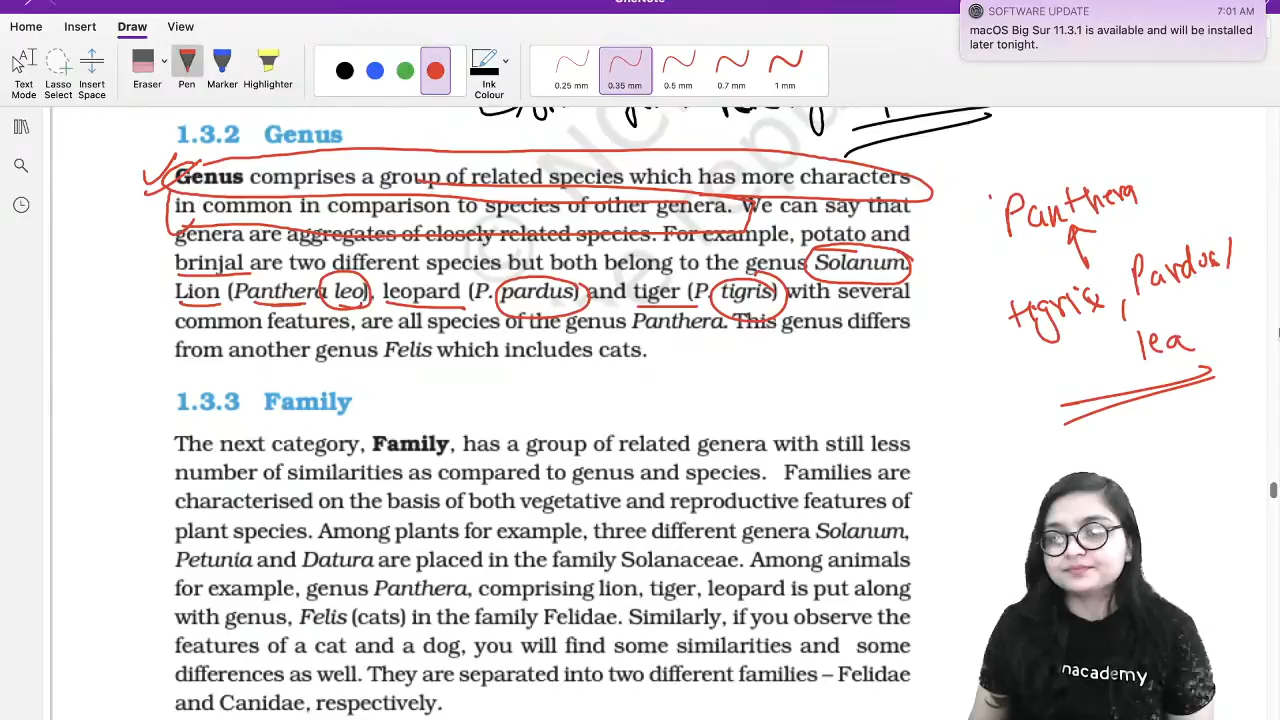 OneNote
Home Insert Draw View
SOFTWARE UPDATE 7:01 AM
macOS Big Sur 11.3.1 is available and will be installed
later tonight.
Text Mode
Lasso Select
Insert Space
Eraser
Pen
Marker
Highlighter
Ink Colour
0.25 mm
0.35 mm
0.5 mm
0.7 mm
1 mm
1.3.2 Genus
Genus comprises a group of related species which has more characters
in common in comparison to species of other genera. We can say that
genera are aggregates of closely related species. For example, potato and
brinjal are two different species but both belong to the genus Solanum.
Lion (Panthera leo), leopard (P. pardus) and tiger (P. tigris) with several
common features, are all species of the genus Panthera. This genus differs
from another genus Felis which includes cats.
Panthera
tigris, Pardus,
lea
1.3.3 Family
The next category, Family, has a group of related genera with still less
number of similarities as compared to genus and species. Families are
characterised on the basis of both vegetative and reproductive features of
plant species. Among plants for example, three different genera Solanum,
Petunia and Datura are placed in the family Solanaceae. Among animals
for example, genus Panthera, comprising lion, tiger, leopard is put along
with genus, Felis (cats) in the family Felidae. Similarly, if you observe the
features of a cat and a dog, you will find some similarities and some
differences as well. They are separated into two different families – Felidae
and Canidae, respectively.
nacademy